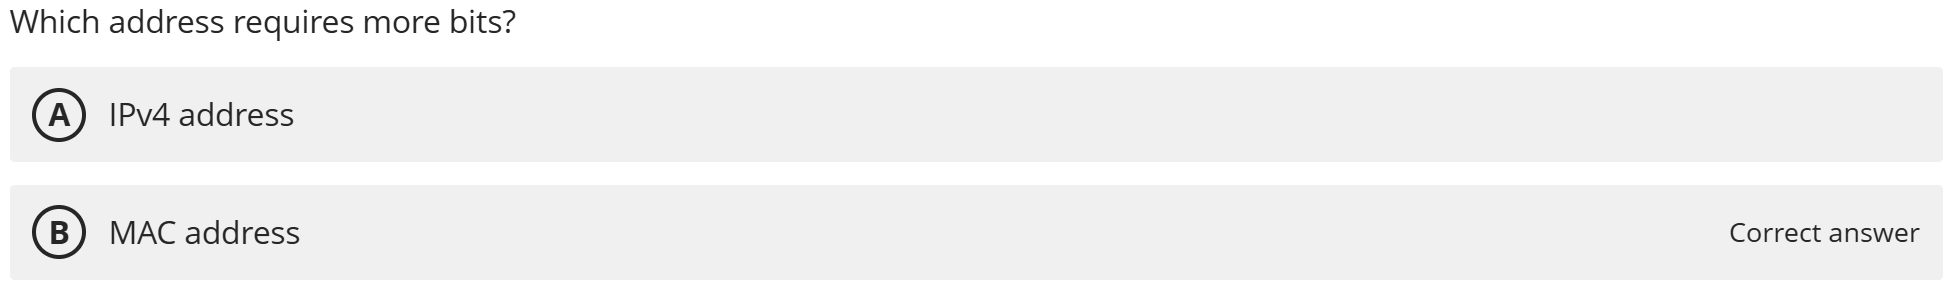 Which address requires more bits?
A IPv4 address
B MAC address Correct answer